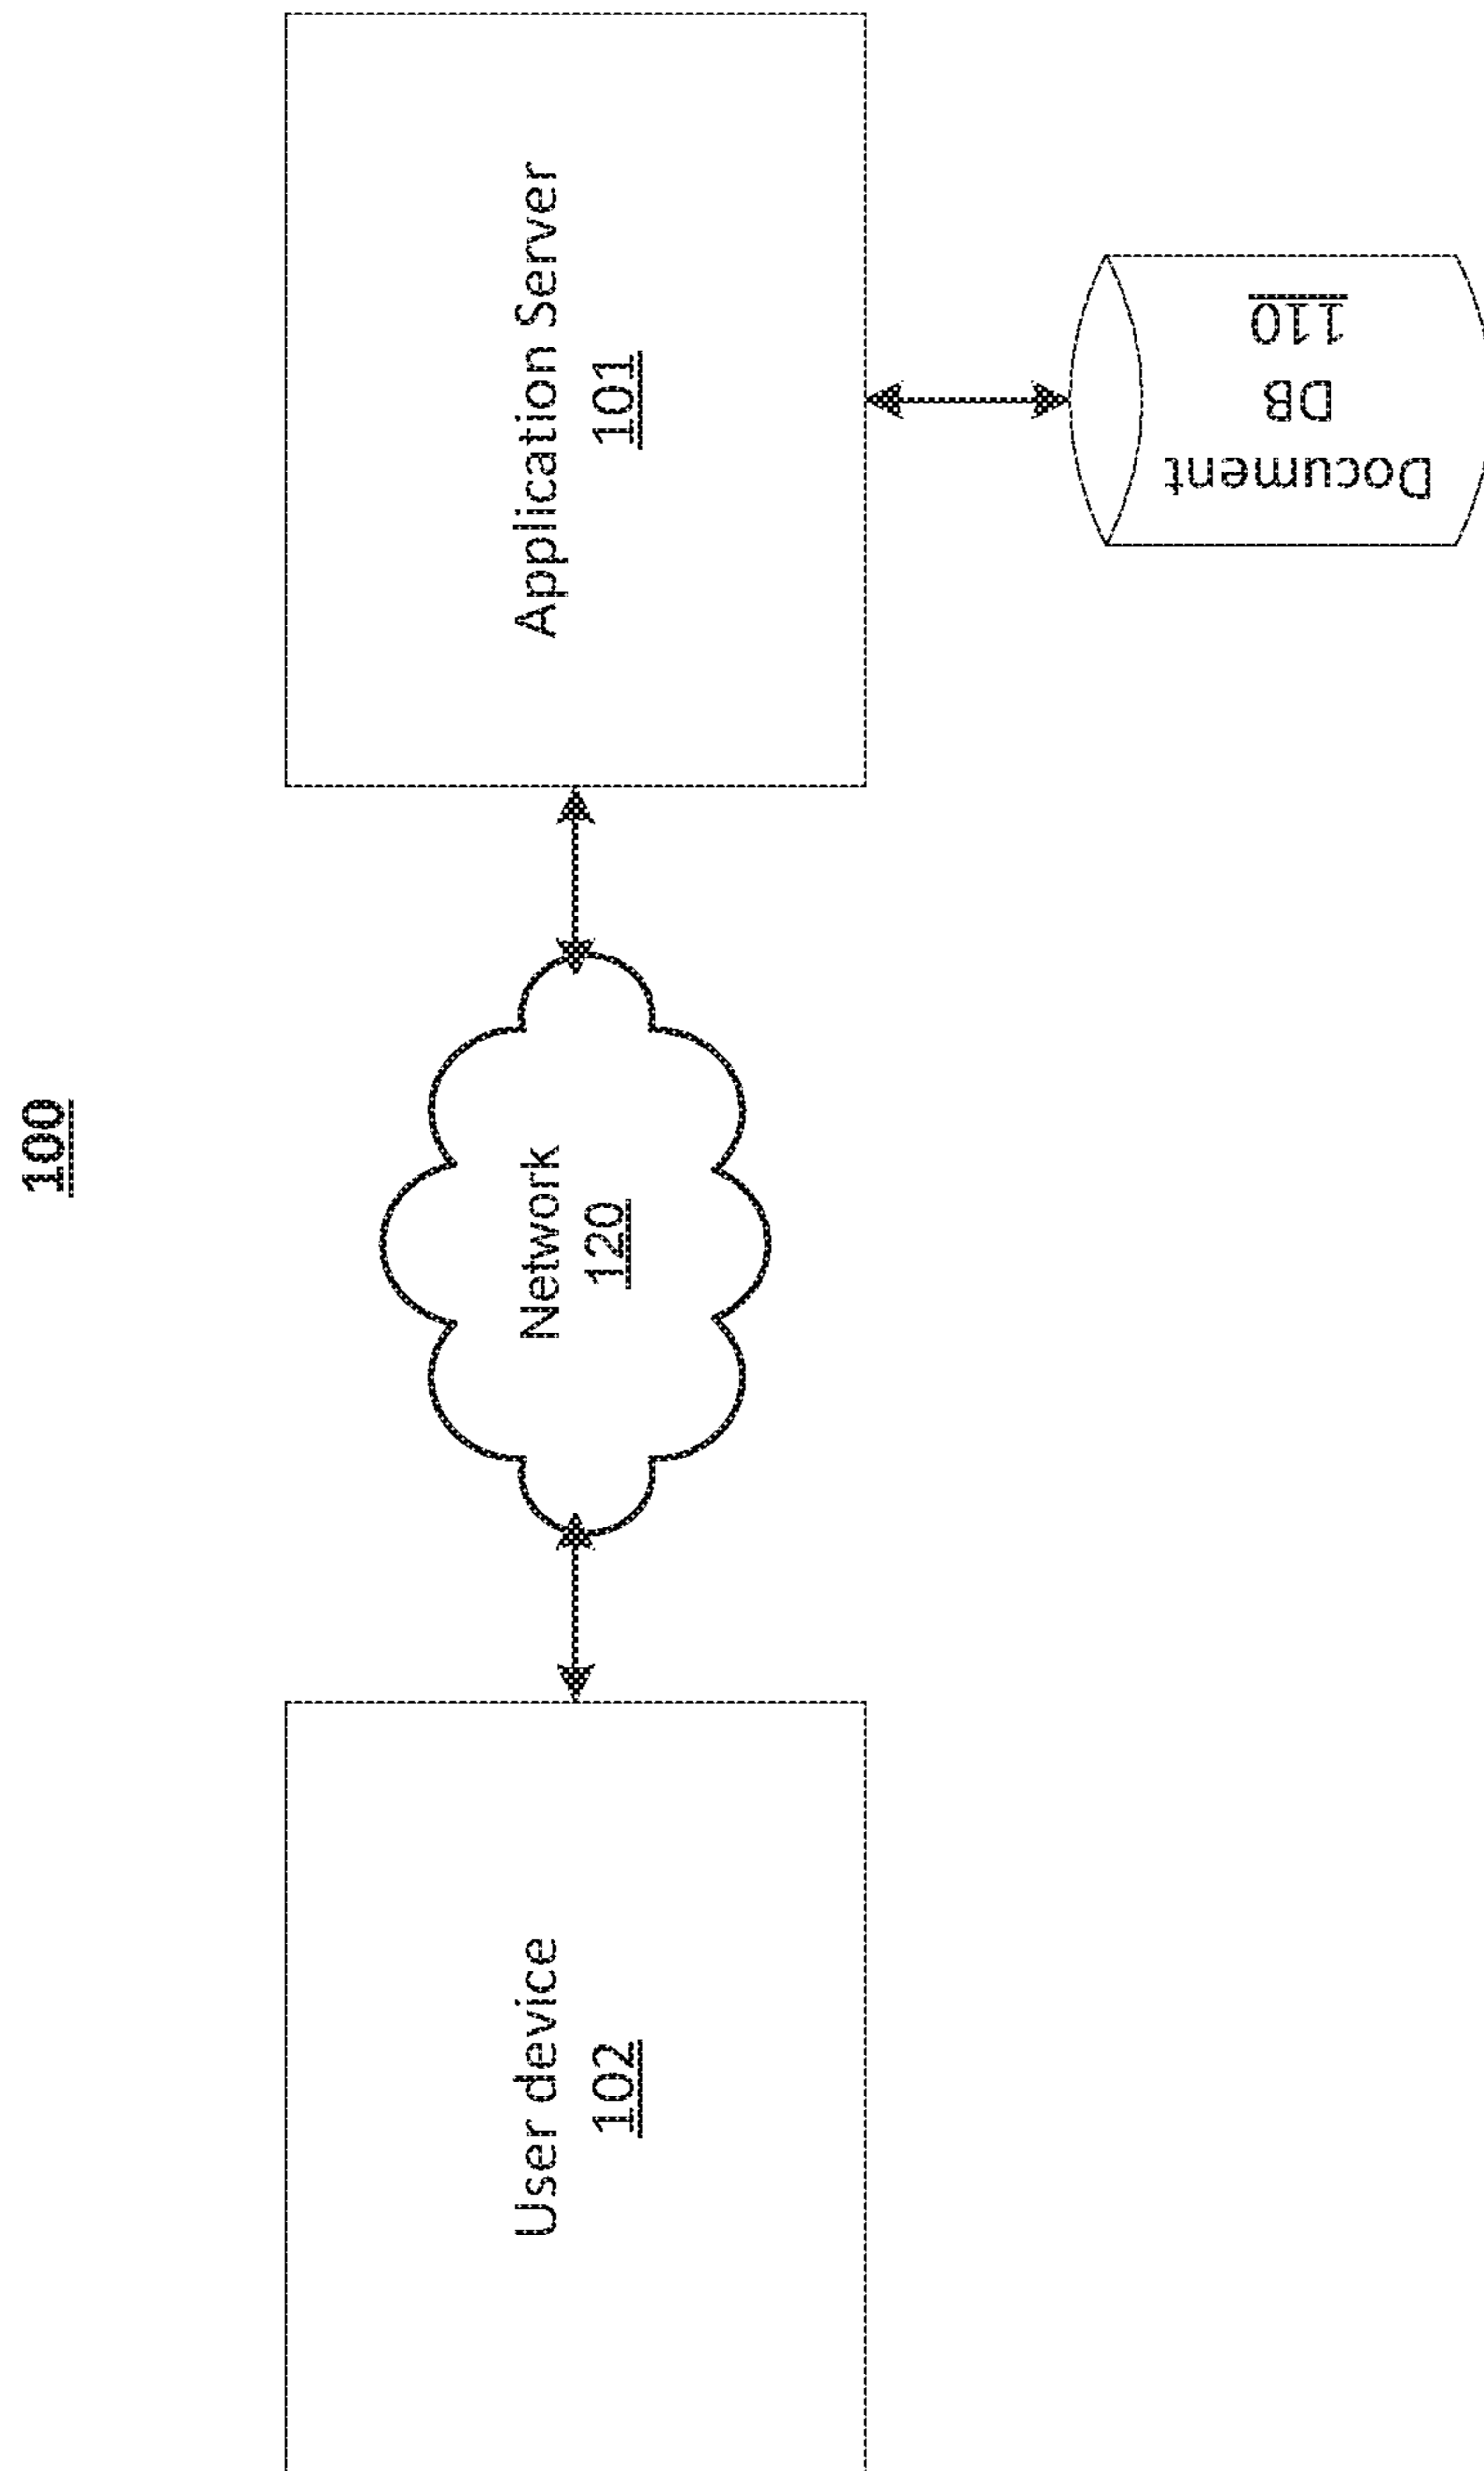 100
User device
102
Network
120
Application Server
101
Document
DB
110